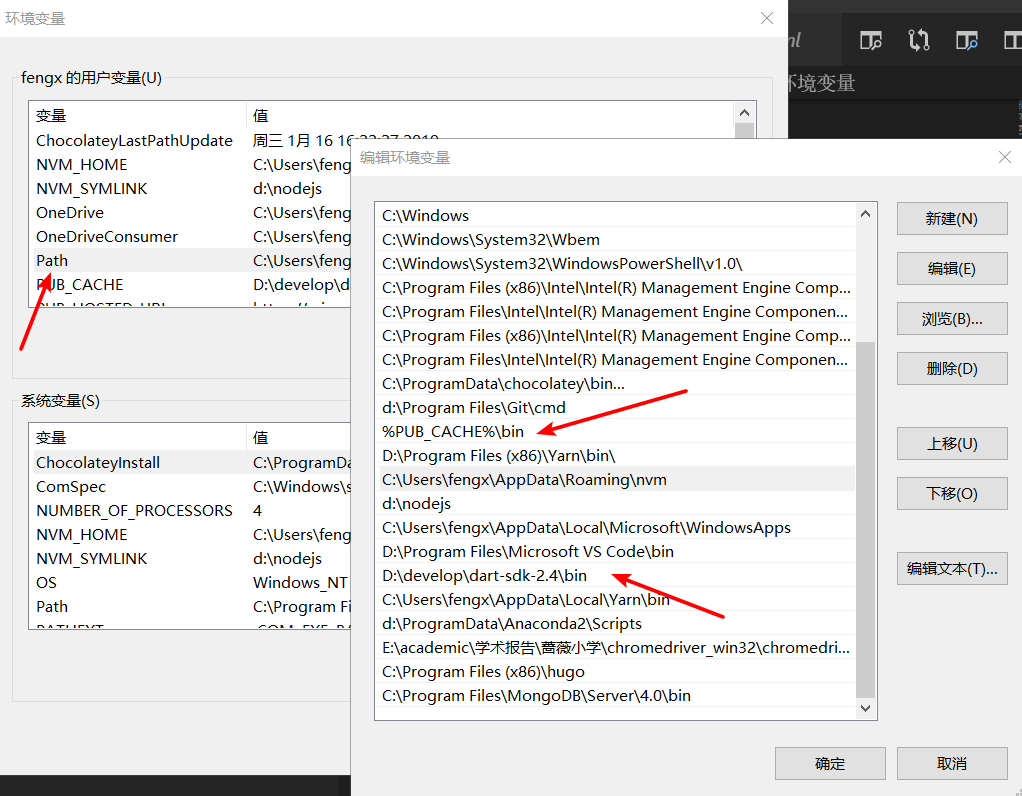 环境变量
ml
环境变量
fengx 的用户变量(U)
变量 值
ChocolateyLastPathUpdate 周三 1月 16 16:22:27 2019
NVM_HOME C:\Users\feng
NVM_SYMLINK d:\nodejs
OneDrive C:\Users\feng
OneDriveConsumer C:\Users\feng
Path C:\Users\feng
PUB_CACHE D:\develop\d
PUB_HOSTED_URL
系统变量(S)
变量 值
ChocolateyInstall C:\ProgramDa
ComSpec C:\Windows\s
NUMBER_OF_PROCESSORS 4
NVM_HOME C:\Users\feng
NVM_SYMLINK d:\nodejs
OS Windows_NT
Path C:\Program Fi
PATHEXT .COM;.EXE;.BA
编辑环境变量
C:\Windows
C:\Windows\System32\Wbem
C:\Windows\System32\WindowsPowerShell\v1.0\
C:\Program Files (x86)\Intel\Intel(R) Management Engine Comp...
C:\Program Files\Intel\Intel(R) Management Engine Componen...
C:\Program Files (x86)\Intel\Intel(R) Management Engine Comp...
C:\Program Files\Intel\Intel(R) Management Engine Componen...
C:\ProgramData\chocolatey\bin...
d:\Program Files\Git\cmd
%PUB_CACHE%\bin
D:\Program Files (x86)\Yarn\bin\
C:\Users\fengx\AppData\Roaming\nvm
d:\nodejs
C:\Users\fengx\AppData\Local\Microsoft\WindowsApps
D:\Program Files\Microsoft VS Code\bin
D:\develop\dart-sdk-2.4\bin
C:\Users\fengx\AppData\Local\Yarn\bin
d:\ProgramData\Anaconda2\Scripts
E:\academic\学术报告\蔷薇小学\chromedriver_win32\chromedri...
C:\Program Files (x86)\hugo
C:\Program Files\MongoDB\Server\4.0\bin
新建(N)
编辑(E)
浏览(B)...
删除(D)
上移(U)
下移(O)
编辑文本(T)...
确定
取消